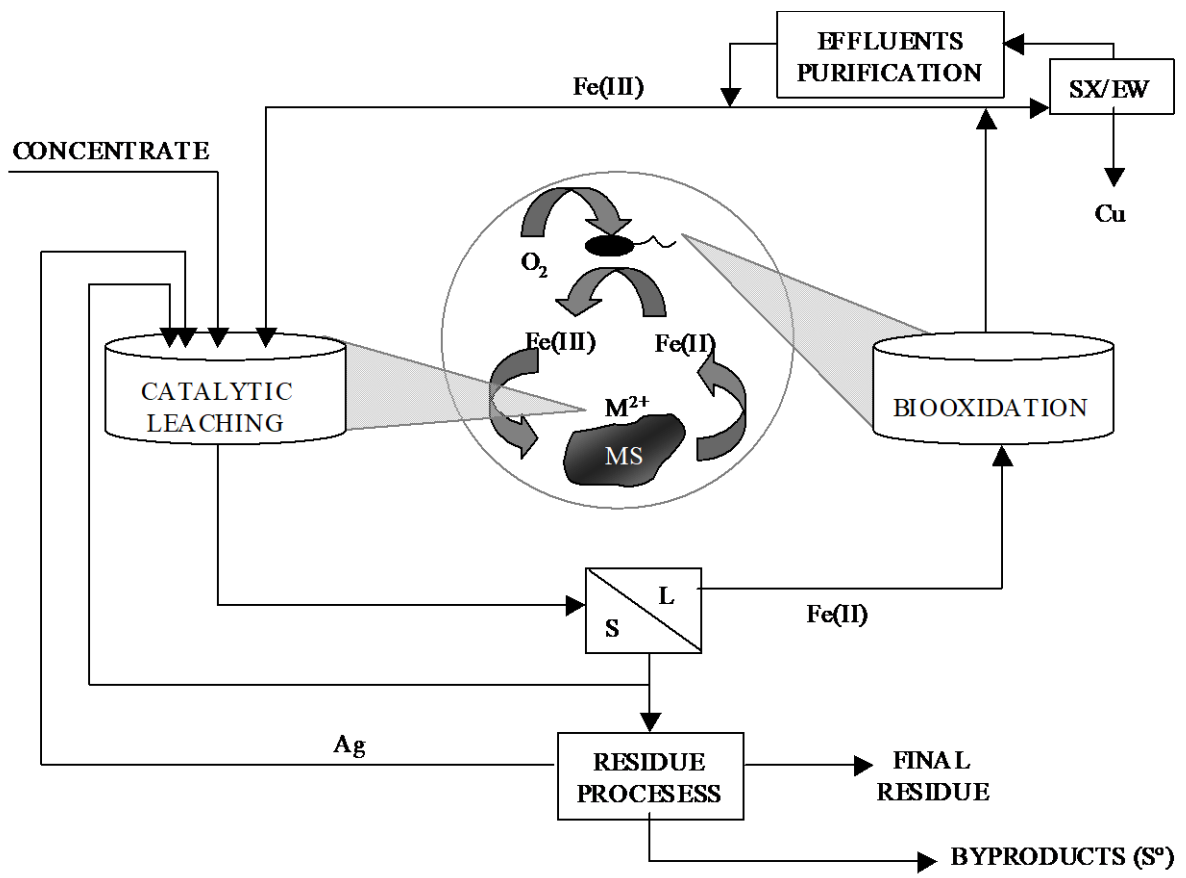 EFFLUENTS
PURIFICATION
SX/EW
Fe(III)
CONCENTRATE
Cu
O₂
Fe(III)
Fe(II)
CATALYTIC
LEACHING
M²⁺
MS
BIOOXIDATION
L
S
Fe(II)
Ag
RESIDUE
PROCESESS
FINAL
RESIDUE
BYPRODUCTS (Sº)